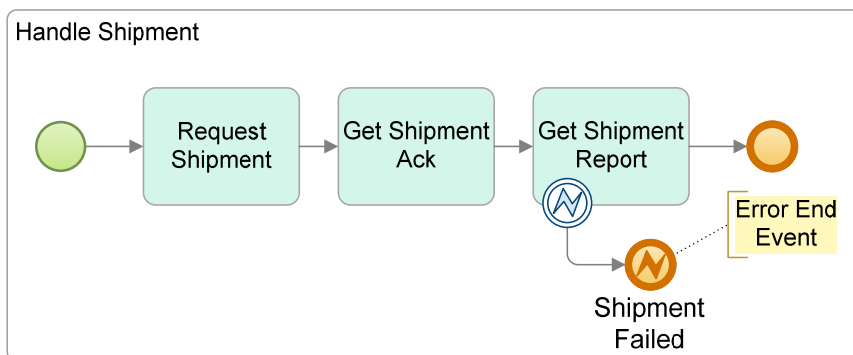 Handle Shipment
Request
Shipment
Get Shipment
Ack
Get Shipment
Report
Error End
Event
Shipment
Failed